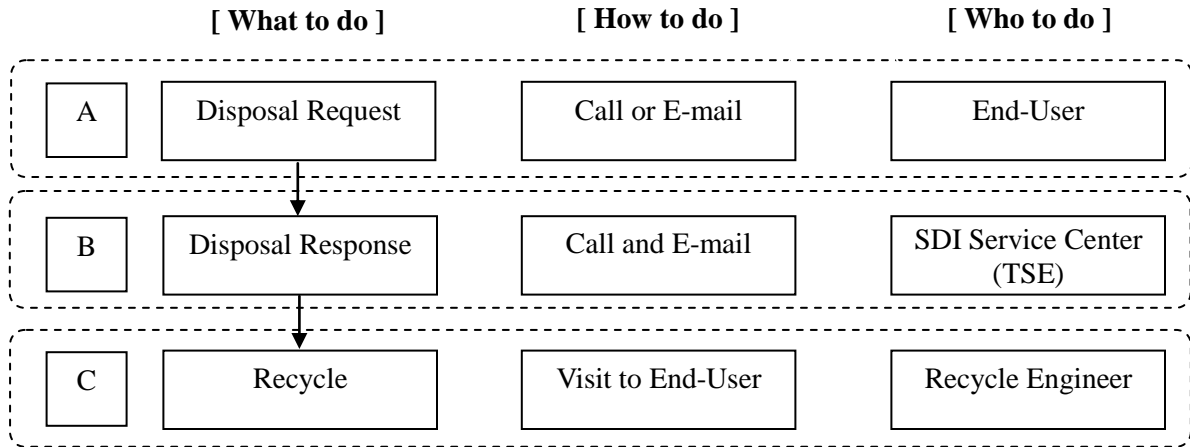 [ What to do ] [ How to do ] [ Who to do ]
A Disposal Request Call or E-mail End-User
B Disposal Response Call and E-mail SDI Service Center
(TSE)
C Recycle Visit to End-User Recycle Engineer